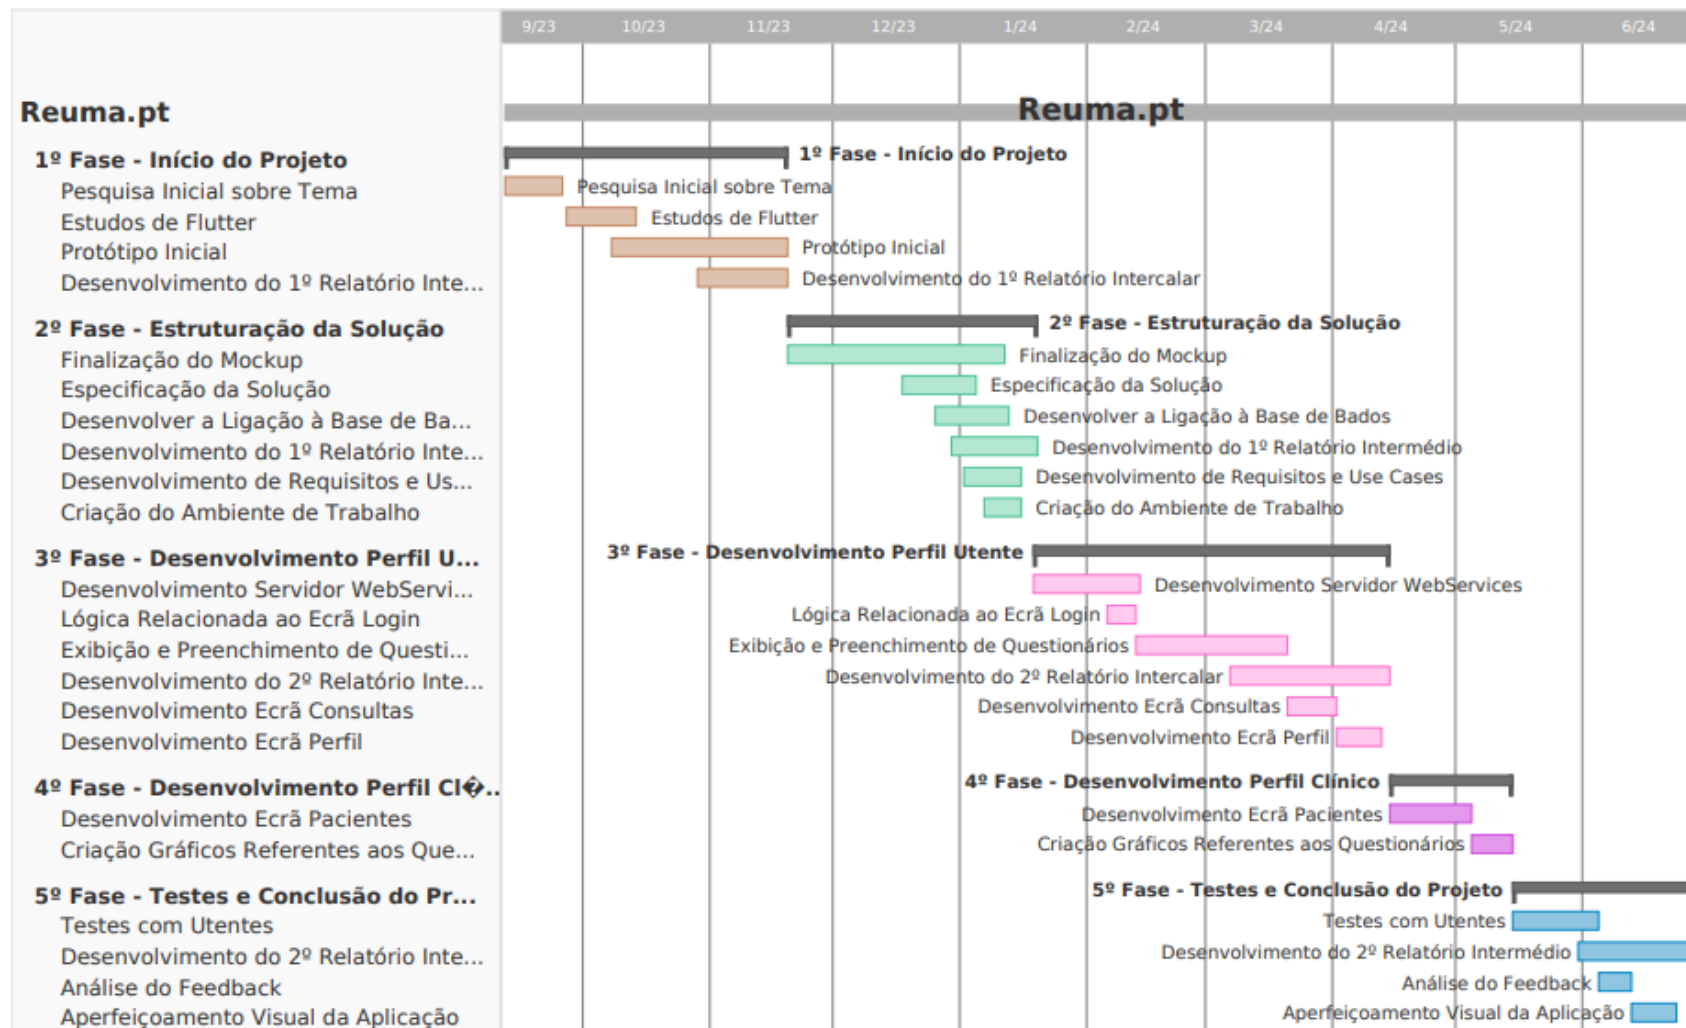 9/23 10/23 11/23 12/23 1/24 2/24 3/24 4/24 5/24 6/24
Reuma.pt Reuma.pt
1º Fase - Início do Projeto 1º Fase - Início do Projeto
Pesquisa Inicial sobre Tema Pesquisa Inicial sobre Tema
Estudos de Flutter Estudos de Flutter
Protótipo Inicial Protótipo Inicial
Desenvolvimento do 1º Relatório Inte... Desenvolvimento do 1º Relatório Intercalar
2º Fase - Estruturação da Solução 2º Fase - Estruturação da Solução
Finalização do Mockup Finalização do Mockup
Especificação da Solução Especificação da Solução
Desenvolver a Ligação à Base de Ba... Desenvolver a Ligação à Base de Bados
Desenvolvimento do 1º Relatório Inte... Desenvolvimento do 1º Relatório Intermédio
Desenvolvimento de Requisitos e Us... Desenvolvimento de Requisitos e Use Cases
Criação do Ambiente de Trabalho Criação do Ambiente de Trabalho
3º Fase - Desenvolvimento Perfil U... 3º Fase - Desenvolvimento Perfil Utente
Desenvolvimento Servidor WebServi... Desenvolvimento Servidor WebServices
Lógica Relacionada ao Ecrã Login Lógica Relacionada ao Ecrã Login
Exibição e Preenchimento de Questi... Exibição e Preenchimento de Questionários
Desenvolvimento do 2º Relatório Inte... Desenvolvimento do 2º Relatório Intercalar
Desenvolvimento Ecrã Consultas Desenvolvimento Ecrã Consultas
Desenvolvimento Ecrã Perfil Desenvolvimento Ecrã Perfil
4º Fase - Desenvolvimento Perfil Cl�... 4º Fase - Desenvolvimento Perfil Clínico
Desenvolvimento Ecrã Pacientes Desenvolvimento Ecrã Pacientes
Criação Gráficos Referentes aos Que... Criação Gráficos Referentes aos Questionários
5º Fase - Testes e Conclusão do Pr... 5º Fase - Testes e Conclusão do Projeto
Testes com Utentes Testes com Utentes
Desenvolvimento do 2º Relatório Inte... Desenvolvimento do 2º Relatório Intermédio
Análise do Feedback Análise do Feedback
Aperfeiçoamento Visual da Aplicação Aperfeiçoamento Visual da Aplicação